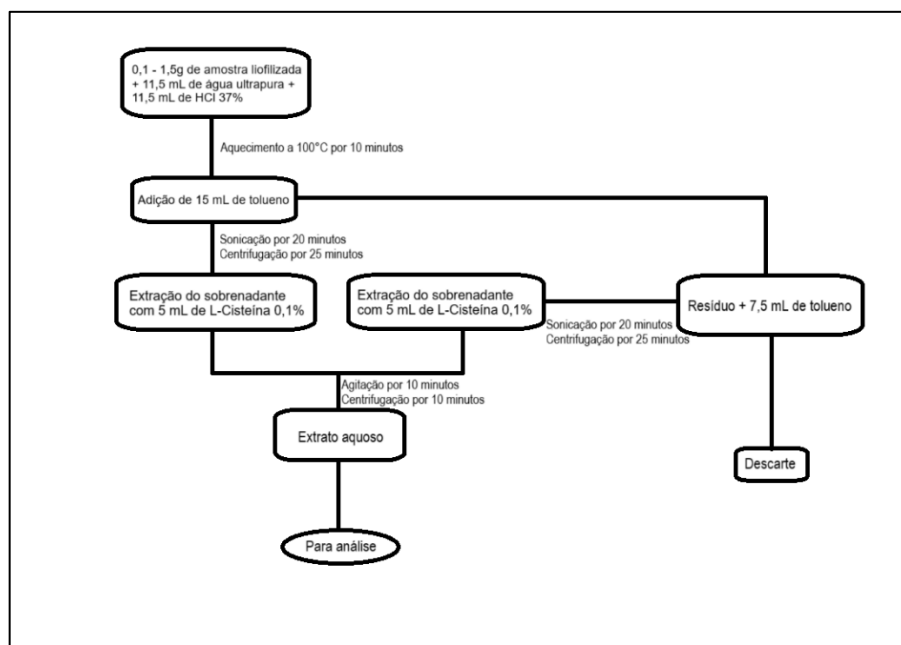 0,1 - 1,5g de amostra liofilizada
+ 11,5 mL de água ultrapura +
11,5 mL de HCl 37%
Aquecimento a 100°C por 10 minutos
Adição de 15 mL de tolueno
Sonicação por 20 minutos
Centrifugação por 25 minutos
Extração do sobrenadante
com 5 mL de L-Cisteína 0,1%
Extração do sobrenadante
com 5 mL de L-Cisteína 0,1%
Sonicação por 20 minutos
Centrifugação por 25 minutos
Resíduo + 7,5 mL de tolueno
Agitação por 10 minutos
Centrifugação por 10 minutos
Extrato aquoso
Descarte
Para análise